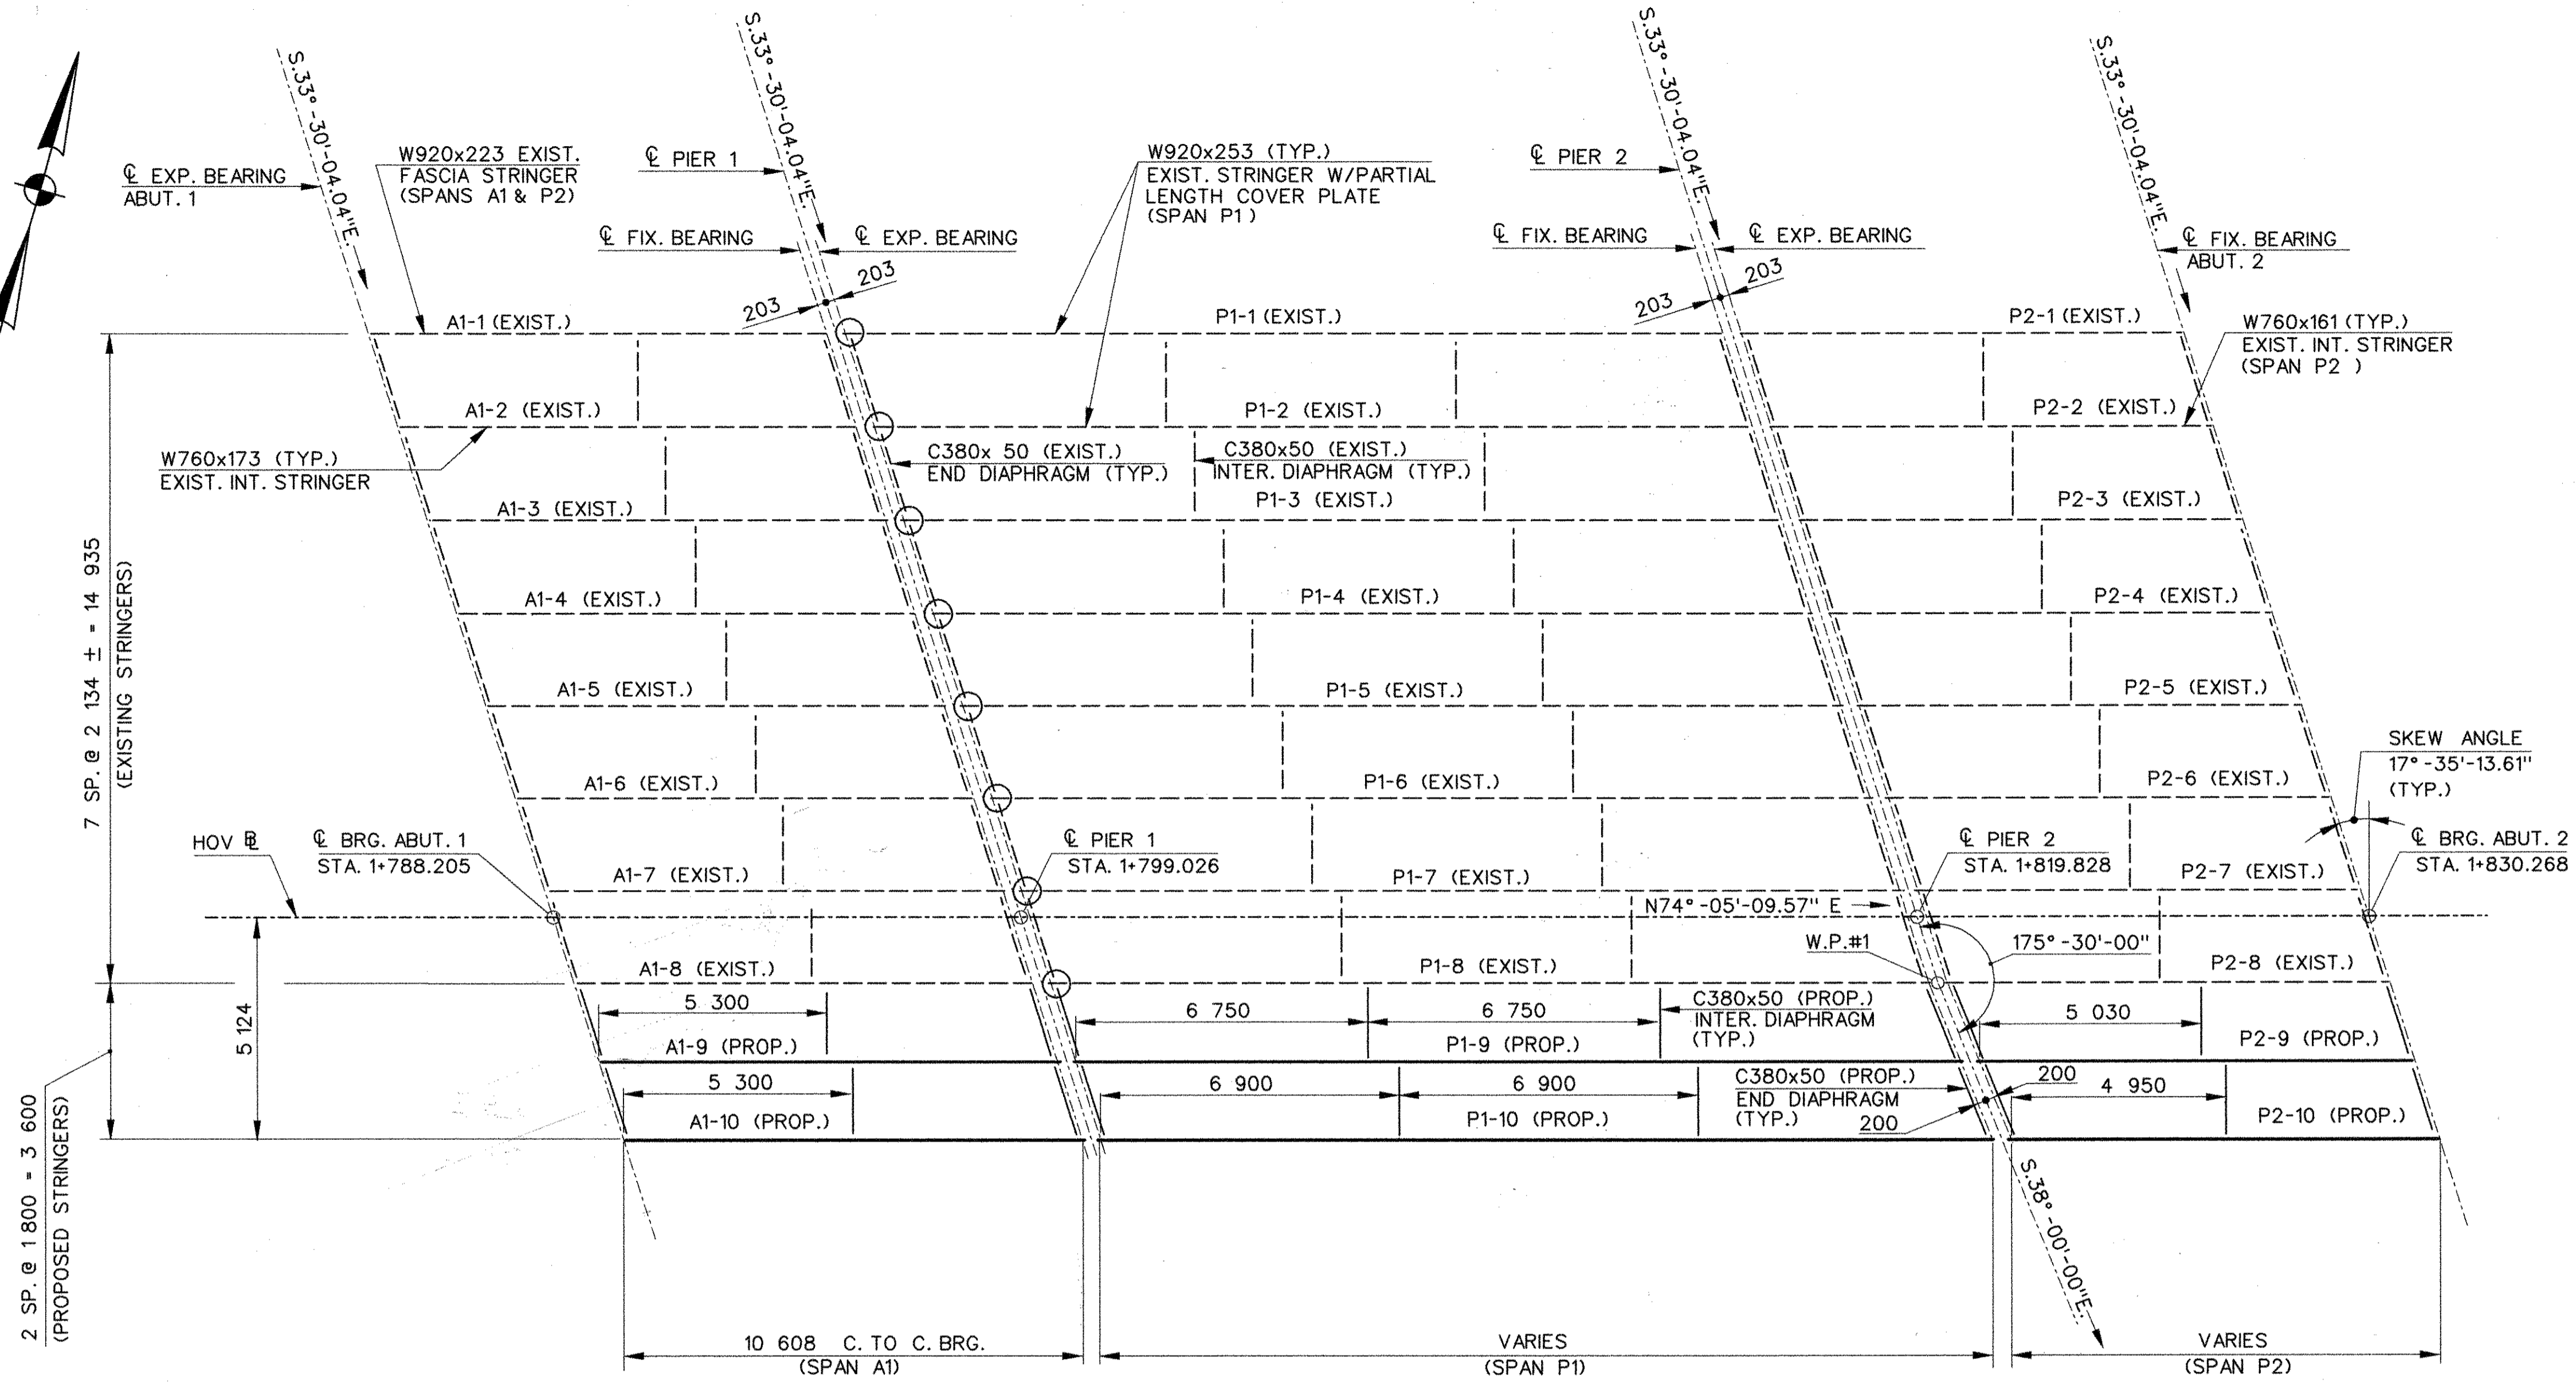 S.33°-30'-04.04"E.
S.33°-30'-04.04"E.
S.33°-30'-04.04"E.
S.33°-30'-04.04"E.
℄ EXP. BEARING
ABUT. 1
W920x223 EXIST.
FASCIA STRINGER
(SPANS A1 & P2)
℄ PIER 1
W920x253 (TYP.)
EXIST. STRINGER W/PARTIAL
LENGTH COVER PLATE
(SPAN P1)
℄ PIER 2
℄ FIX. BEARING
℄ EXP. BEARING
℄ FIX. BEARING
℄ EXP. BEARING
℄ FIX. BEARING
ABUT. 2
203
203
203
203
A1-1 (EXIST.)
P1-1 (EXIST.)
P2-1 (EXIST.)
W760x161 (TYP.)
EXIST. INT. STRINGER
(SPAN P2 )
A1-2 (EXIST.)
P1-2 (EXIST.)
P2-2 (EXIST.)
W760x173 (TYP.)
EXIST. INT. STRINGER
C380x 50 (EXIST.)
END DIAPHRAGM (TYP.)
C380x50 (EXIST.)
INTER. DIAPHRAGM (TYP.)
A1-3 (EXIST.)
P1-3 (EXIST.)
P2-3 (EXIST.)
A1-4 (EXIST.)
P1-4 (EXIST.)
P2-4 (EXIST.)
7 SP. @ 2 134 ± = 14 935
(EXISTING STRINGERS)
A1-5 (EXIST.)
P1-5 (EXIST.)
P2-5 (EXIST.)
A1-6 (EXIST.)
P1-6 (EXIST.)
P2-6 (EXIST.)
SKEW ANGLE
17°-35'-13.61"
(TYP.)
HOV ℄
℄ BRG. ABUT. 1
STA. 1+788.205
℄ PIER 1
STA. 1+799.026
℄ PIER 2
STA. 1+819.828
℄ BRG. ABUT. 2
STA. 1+830.268
A1-7 (EXIST.)
P1-7 (EXIST.)
P2-7 (EXIST.)
N74°-05'-09.57" E
W.P.#1
175°-30'-00"
A1-8 (EXIST.)
P1-8 (EXIST.)
P2-8 (EXIST.)
5 124
5 300
6 750
6 750
C380x50 (PROP.)
INTER. DIAPHRAGM
(TYP.)
5 030
A1-9 (PROP.)
P1-9 (PROP.)
P2-9 (PROP.)
5 300
6 900
6 900
C380x50 (PROP.)
END DIAPHRAGM
(TYP.)
200
200
4 950
A1-10 (PROP.)
P1-10 (PROP.)
P2-10 (PROP.)
2 SP. @ 1 800 = 3 600
(PROPOSED STRINGERS)
S.38°-00'-00"E.
10 608 C. TO C. BRG.
(SPAN A1)
VARIES
(SPAN P1)
VARIES
(SPAN P2)